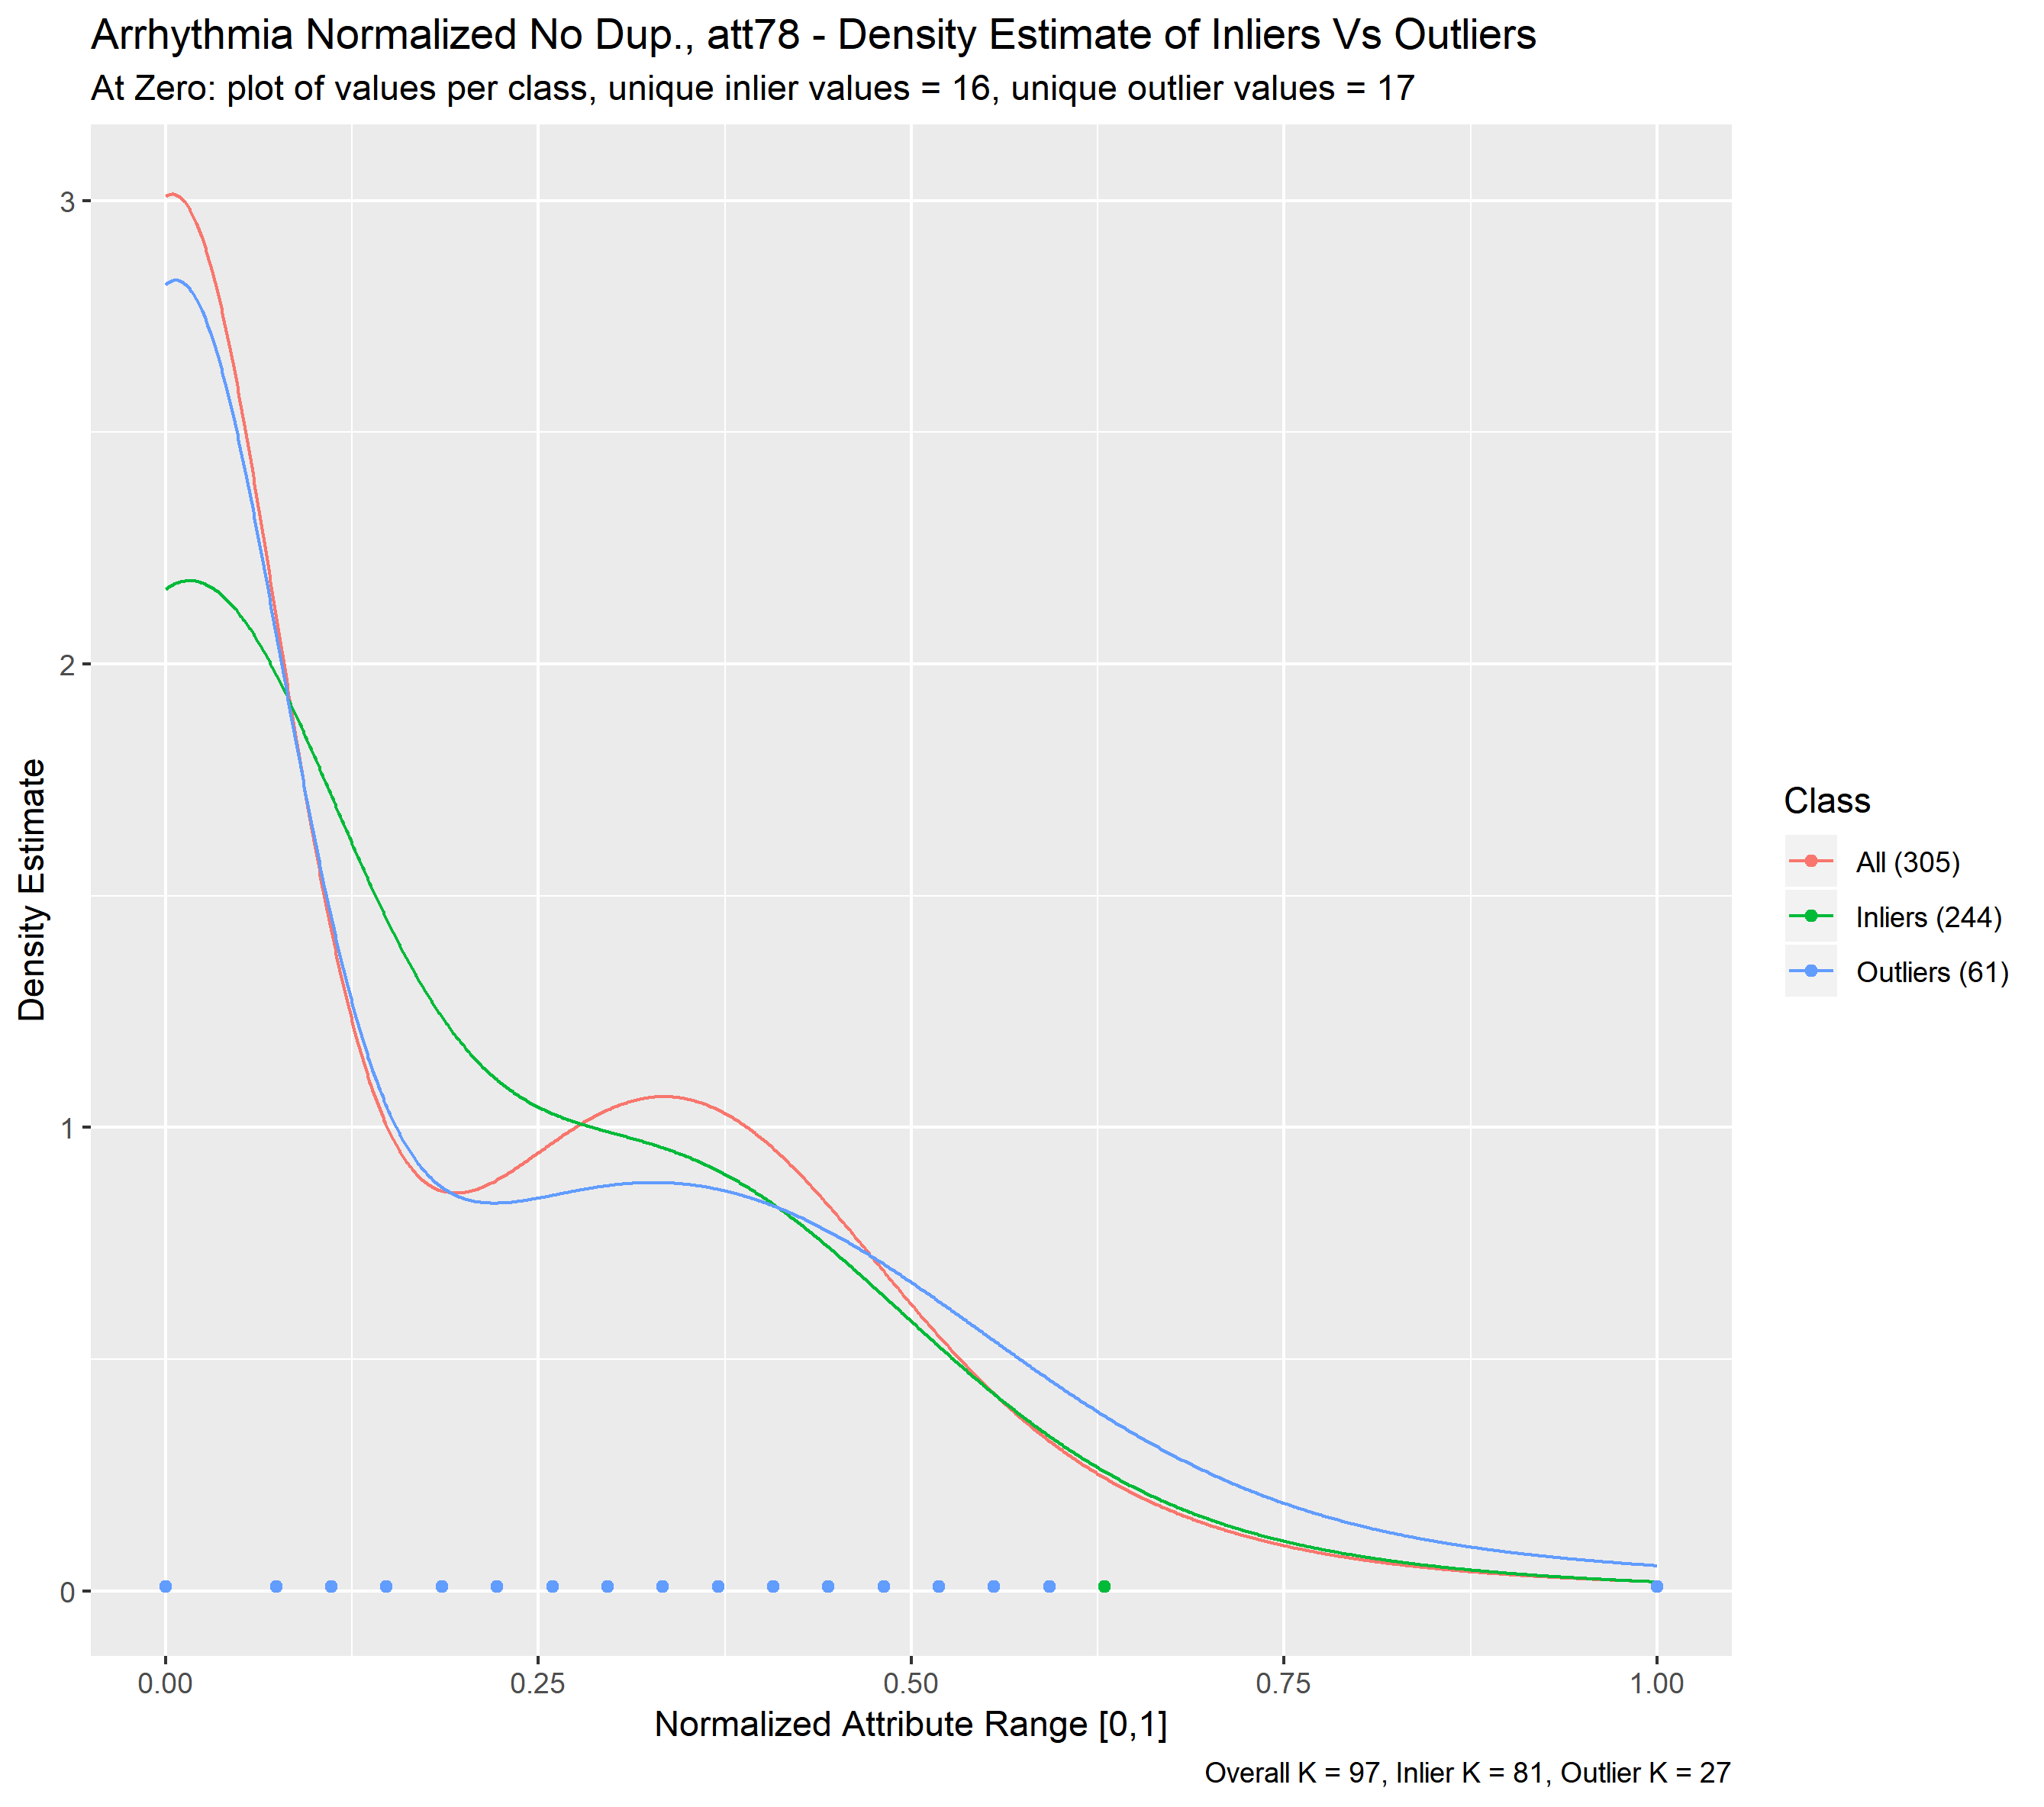 Arrhythmia Normalized No Dup., att78 - Density Estimate of Inliers Vs Outliers
At Zero: plot of values per class, unique inlier values = 16, unique outlier values = 17
3
2
1
0
Density Estimate
0.00 0.25 0.50 0.75 1.00
Normalized Attribute Range [0,1]
Class
All (305)
Inliers (244)
Outliers (61)
Overall K = 97, Inlier K = 81, Outlier K = 27